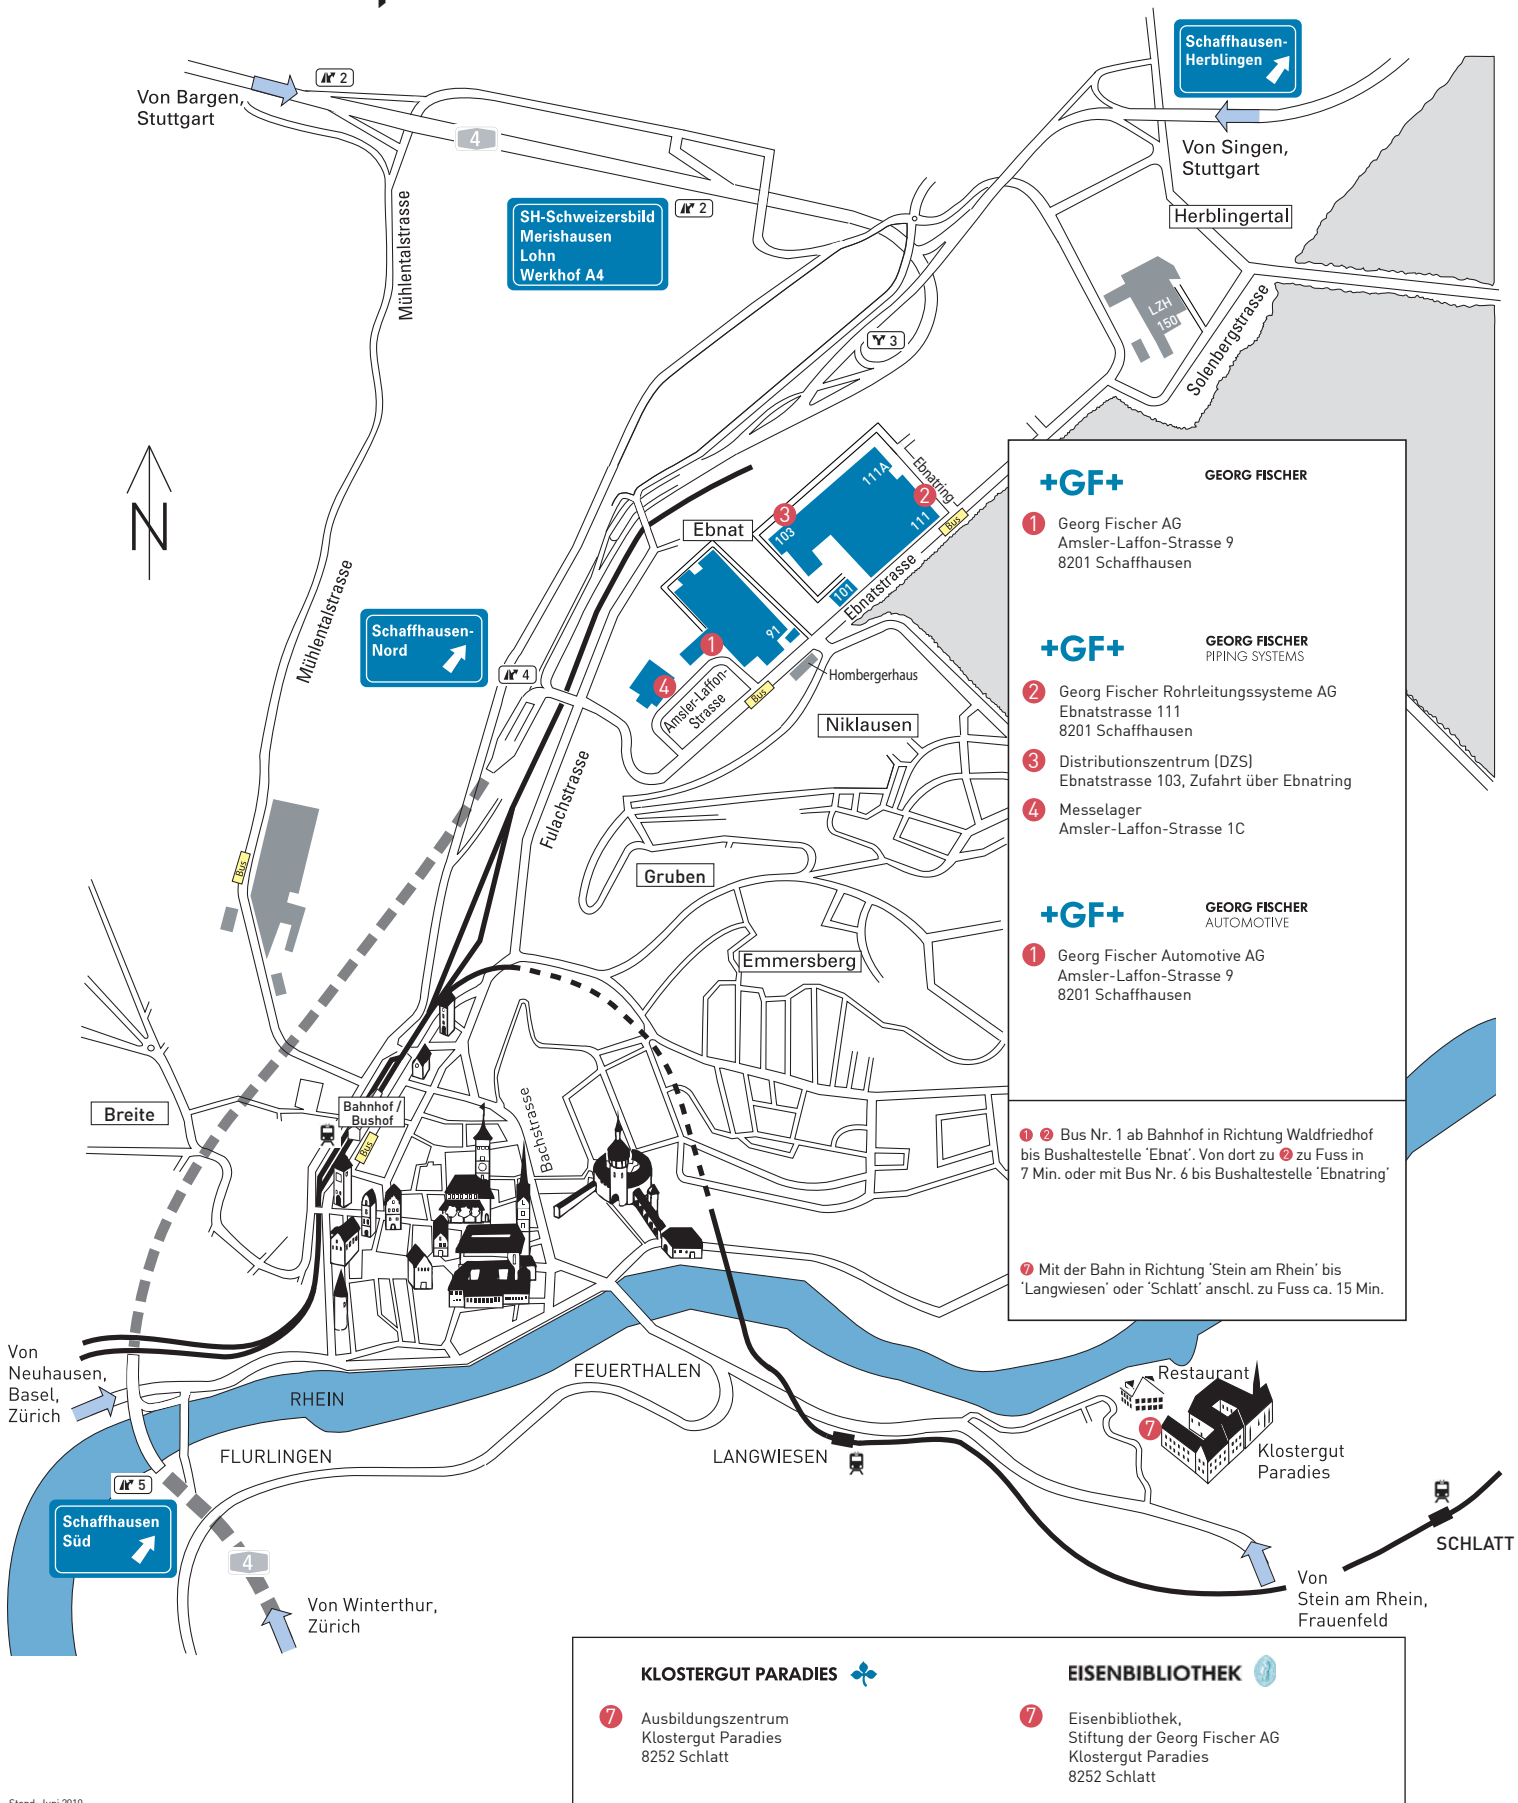 Schaffhausen-
Herblingen
2
Von Bargen,
Stuttgart
4
Von Singen,
Stuttgart
Mühlentalstrasse
SH-Schweizersbild
Merishausen
Lohn
Werkhof A4
2
Herblingertal
LZH
150
3
Solenbergstrasse
N
Ebnat
3
103
111A
2
111
Ebnatring
Bus
101
Ebnatstrasse
Mühlentalstrasse
Schaffhausen-
Nord
4
1
91
4
Amsler-Laffon-
Strasse
Bus
Hombergerhaus
Niklausen
Fulachstrasse
Bus
Gruben
Emmersberg
+GF+
GEORG FISCHER
1 Georg Fischer AG
Amsler-Laffon-Strasse 9
8201 Schaffhausen
+GF+
GEORG FISCHER
PIPING SYSTEMS
2 Georg Fischer Rohrleitungssysteme AG
Ebnatstrasse 111
8201 Schaffhausen
3 Distributionszentrum (DZS)
Ebnatstrasse 103, Zufahrt über Ebnatring
4 Messelager
Amsler-Laffon-Strasse 1C
+GF+
GEORG FISCHER
AUTOMOTIVE
1 Georg Fischer Automotive AG
Amsler-Laffon-Strasse 9
8201 Schaffhausen
1 2 Bus Nr. 1 ab Bahnhof in Richtung Waldfriedhof
bis Bushaltestelle 'Ebnat'. Von dort zu 2 zu Fuss in
7 Min. oder mit Bus Nr. 6 bis Bushaltestelle 'Ebnatring'
7 Mit der Bahn in Richtung 'Stein am Rhein' bis
'Langwiesen' oder 'Schlatt' anschl. zu Fuss ca. 15 Min.
Breite
Bahnhof /
Bushof
Bus
Bachstrasse
Von
Neuhausen,
Basel,
Zürich
RHEIN
FEUERTHALEN
FLURLINGEN
LANGWIESEN
Restaurant
7
Klostergut
Paradies
5
Schaffhausen
Süd
4
Von Winterthur,
Zürich
SCHLATT
Von
Stein am Rhein,
Frauenfeld
KLOSTERGUT PARADIES
7 Ausbildungszentrum
Klostergut Paradies
8252 Schlatt
EISENBIBLIOTHEK
7 Eisenbibliothek,
Stiftung der Georg Fischer AG
Klostergut Paradies
8252 Schlatt